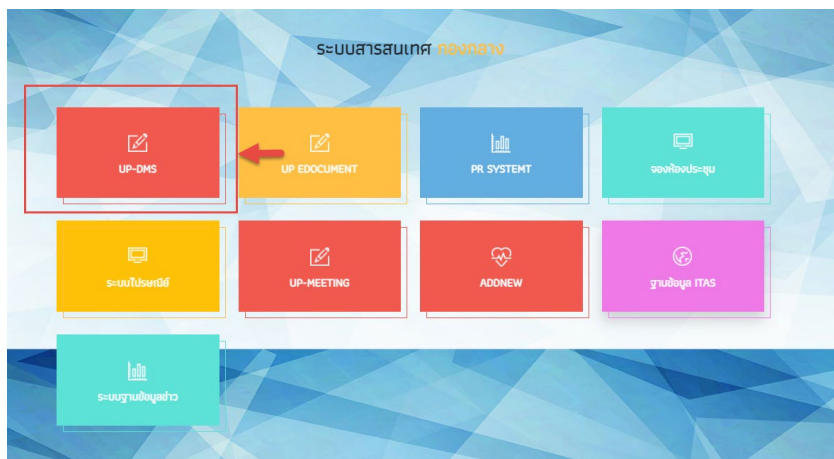 ระบบสารสนเทศ กองกลาง
UP-DMS
UP EDOCUMENT
PR SYSTEMT
จองห้องประชุม
ระบบไปรษณีย์
UP-MEETING
ADDNEW
ฐานข้อมูล ITAS
ระบบฐานข้อมูลข่าว